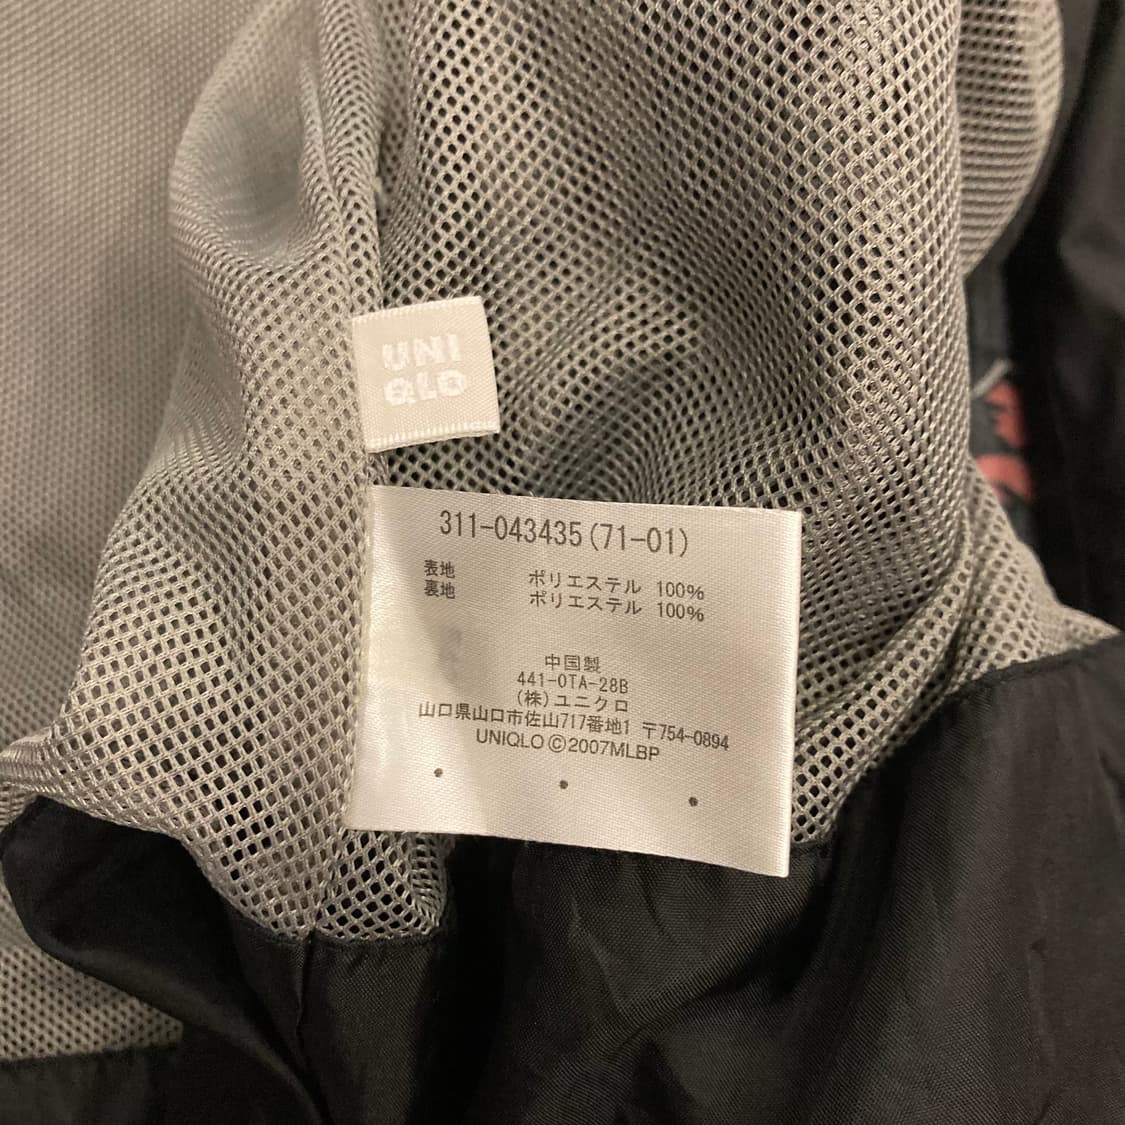 UNI
QLO
311-043435(71-01)
表地 ポリエステル 100%
裏地 ポリエステル 100%
中国製
441-OTA-28B
(株)ユニクロ
山口県山口市佐山717番地1 〒754-0894
UNIQLO©2007MLBP